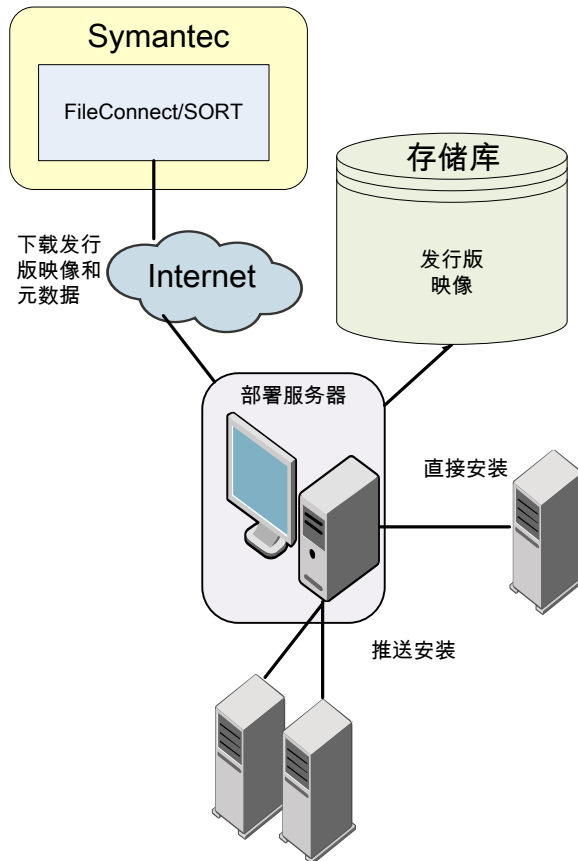 Symantec
FileConnect/SORT
存储库
下载发行
版映像和
元数据
Internet
发行版
映像
部署服务器
直接安装
推送安装